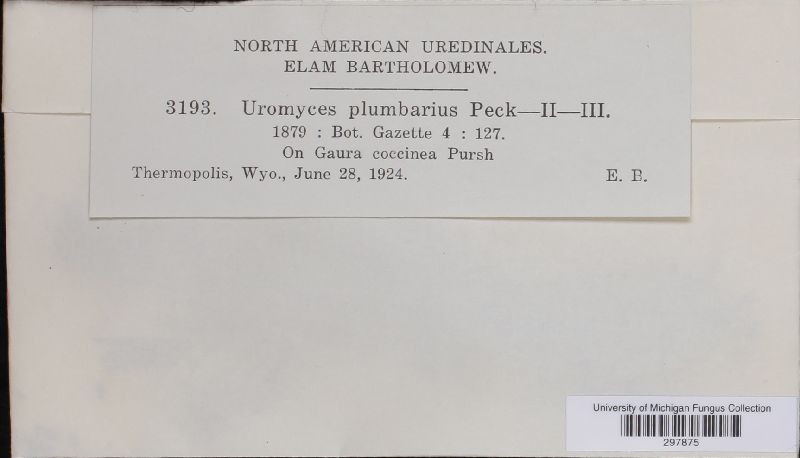 NORTH AMERICAN UREDINALES.
ELAM BARTHOLOMEW.
3193. Uromyces plumbarius Peck—II—III.
1879 : Bot. Gazette 4 : 127.
On Gaura coccinea Pursh
Thermopolis, Wyo., June 28, 1924. E. B.
University of Michigan Fungus Collection
297875